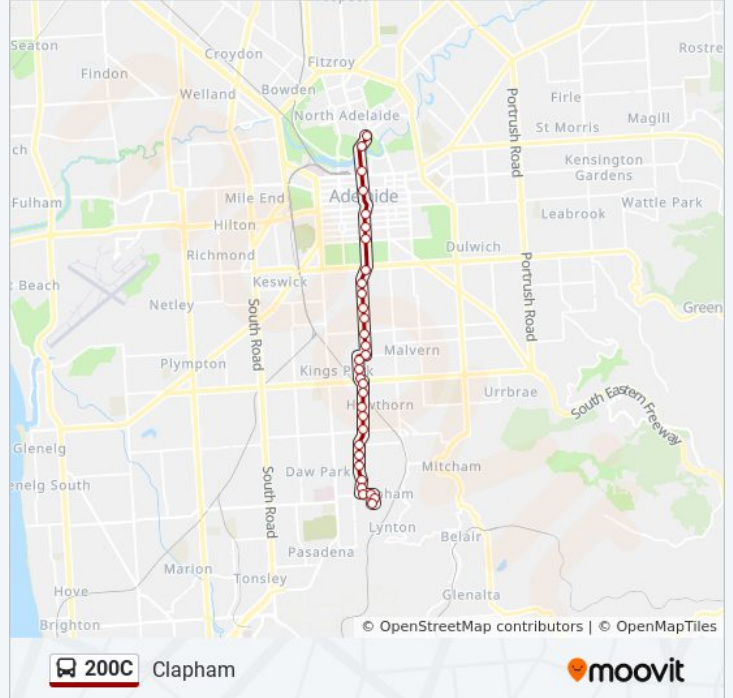 Seaton
Croydon
Fitzroy
Rostre
Findon
Bowden
Welland
Portrush Road
Firle
North Adelaide
Magill
St Morris
ch
Kensington
Gardens
Mile End
Adelaide
Wattle Park
Fulham
Leabrook
Hilton
Dulwich
Richmond
t Beach
Keswick
Portrush Road
Netley
South Road
Green
Malvern
Plympton
Kings Park
Urrbrae
South Eastern Freeway
Hawthorn
Glenelg
Daw Park
Mitcham
enelg South
South Road
ham
Lynton
Belair
Pasadena
Marion
Tonsley
Hove
Glenalta
Brighton
© OpenStreetMap contributors | © OpenMapTiles
200C Clapham
moovit